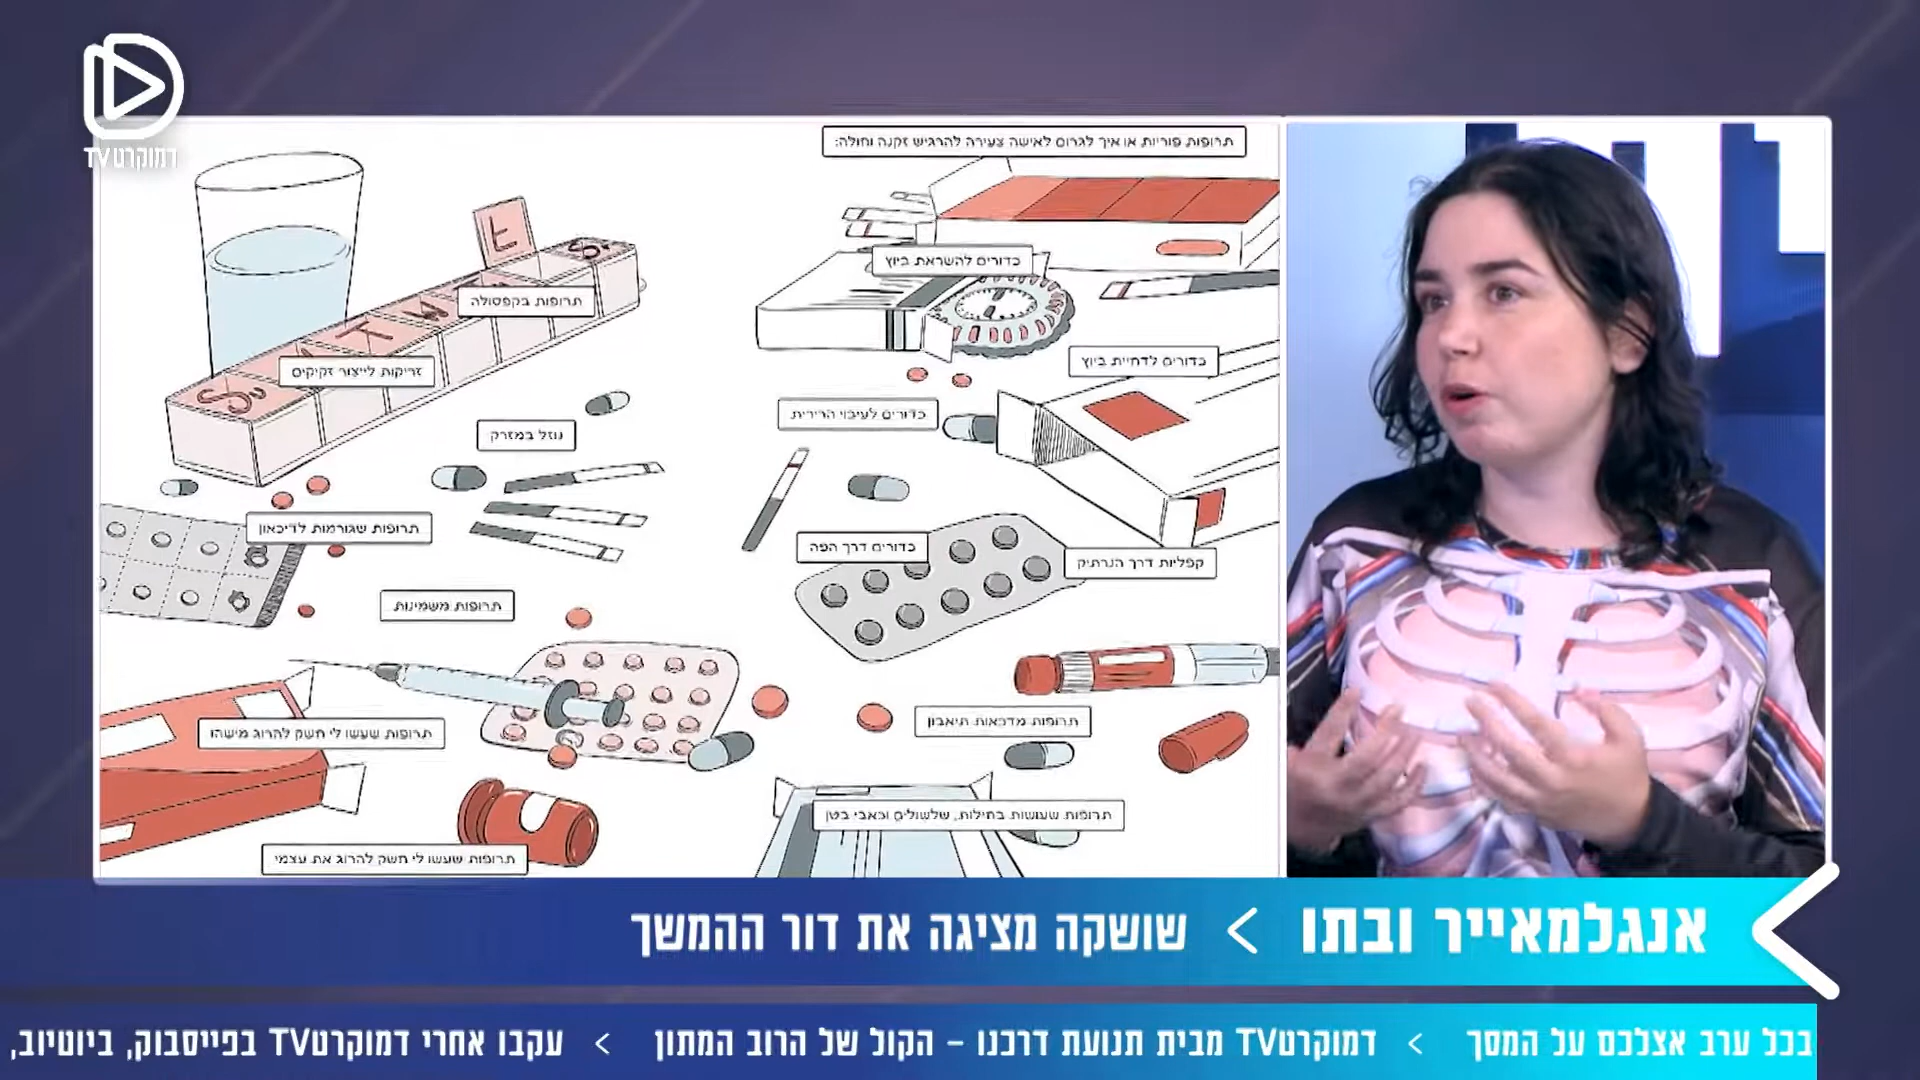 דמוקרטTV
תרופות פוריות או איך לגרום לאישה צעירה להרגיש זקנה וחולה:
כדורים להשראת ביוץ
תרופות בקפסולה
כדורים לדחיית ביוץ
זריקות לייצור זקיקים
כדורים לעיבוי הרירית
נוזל במזרק
תרופות שגורמות לדיכאון
כדורים דרך הפה
קפליות דרך הנרתיק
תרופות משמינות
תרופות מדכאות תיאבון
תרופות שעשו לי חשק להרוג מישהו
תרופות שעושות בחילות, שלשולים וכאבי בטן
תרופות שעשו לי חשק להרוג את עצמי
S T W T S
אנגלמאייר ובתו > שושקה מציגה את דור ההמשך
בכל ערב אצלכם על המסך > דמוקרטTV מבית תנועת דרכנו – הקול של הרוב המתון > עקבו אחרי דמוקרטTV בפייסבוק, ביוטיוב,